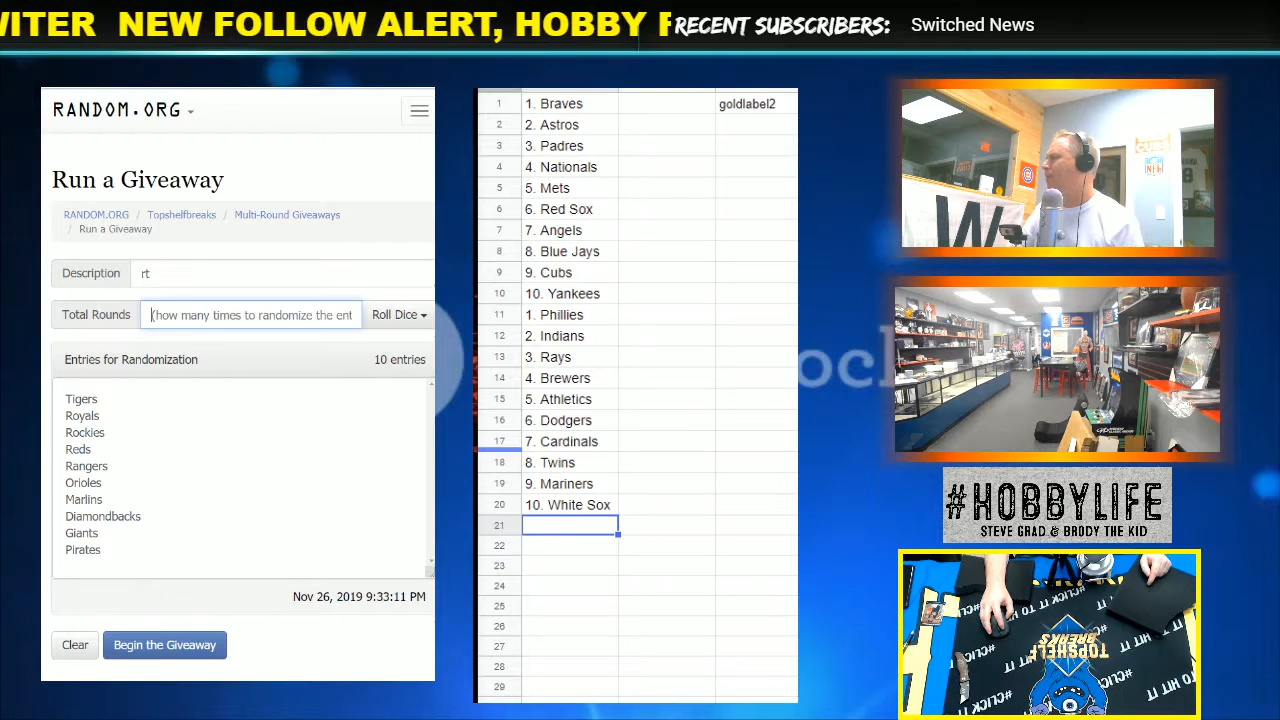 WITER  NEW FOLLOW ALERT, HOBBY
RECENT SUBSCRIBERS:
Switched News
RANDOM.ORG
Run a Giveaway
RANDOM.ORG / Topshelfbreaks / Multi-Round Giveaways
/ Run a Giveaway
Description rt
Total Rounds (how many times to randomize the ent Roll Dice
Entries for Randomization 10 entries
Tigers
Royals
Rockies
Reds
Rangers
Orioles
Marlins
Diamondbacks
Giants
Pirates
Nov 26, 2019 9:33:11 PM
Clear Begin the Giveaway
1 1. Braves goldlabel2
2 2. Astros
3 3. Padres
4 4. Nationals
5 5. Mets
6 6. Red Sox
7 7. Angels
8 8. Blue Jays
9 9. Cubs
10 10. Yankees
11 1. Phillies
12 2. Indians
13 3. Rays
14 4. Brewers
15 5. Athletics
16 6. Dodgers
17 7. Cardinals
18 8. Twins
19 9. Mariners
20 10. White Sox
21
22
23
24
25
26
27
28
29
W
#HOBBYLIFE
STEVE GRAD & BRODY THE KID
#CLICK IT TO HIT IT
TOPSHELF
BREAKS